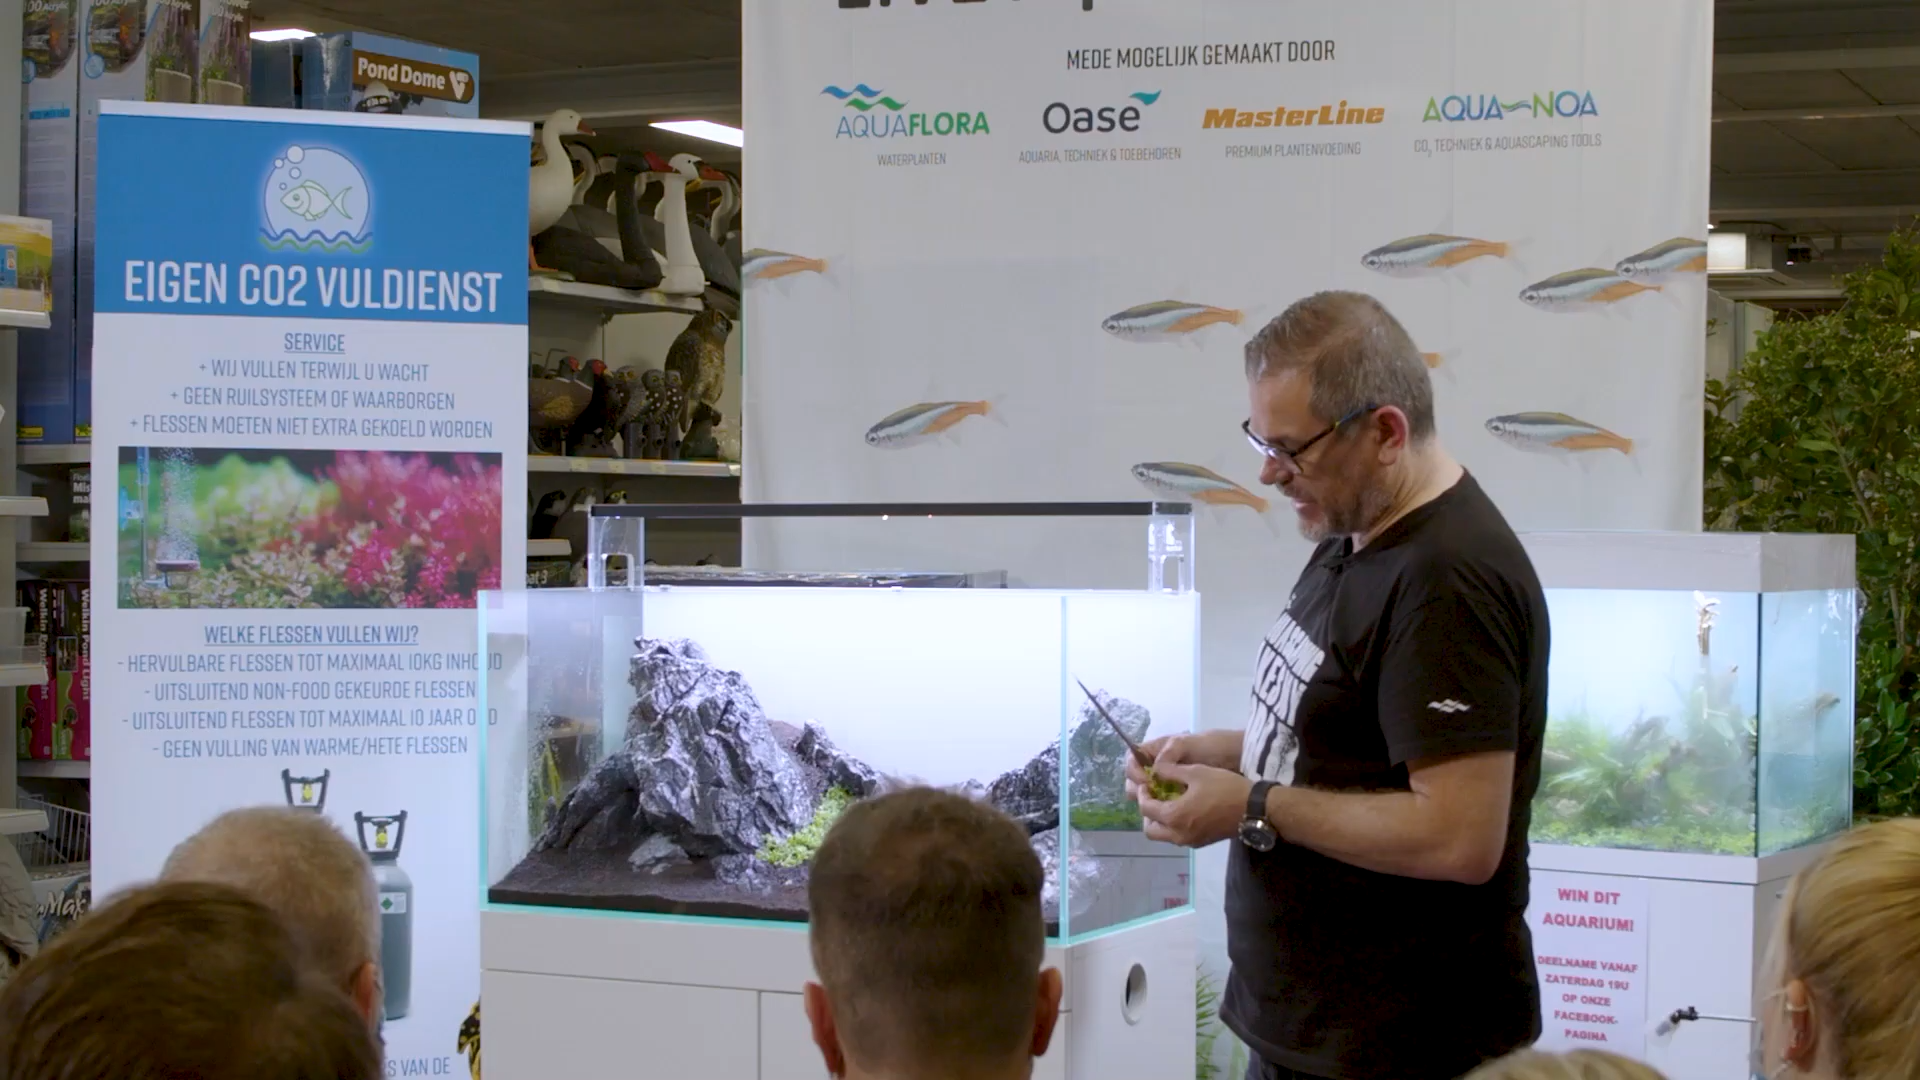 Pond Dome
MEDE MOGELIJK GEMAAKT DOOR
AQUAFLORA
WATERPLANTEN
Oase
AQUARIA, TECHNIEK & TOEBEHOREN
MasterLine
PREMIUM PLANTENVOEDING
AQUA NOA
CO2 TECHNIEK & AQUASCAPING TOOLS
EIGEN CO2 VULDIENST
SERVICE
+ WIJ VULLEN TERWIJL U WACHT
+ GEEN RUILSYSTEEM OF WAARBORGEN
+ FLESSEN MOETEN NIET EXTRA GEKOELD WORDEN
WELKE FLESSEN VULLEN WIJ?
- HERVULBARE FLESSEN TOT MAXIMAAL 10KG INHOUD
- UITSLUITEND NON-FOOD GEKEURDE FLESSEN
- UITSLUITEND FLESSEN TOT MAXIMAAL 10 JAAR OUD
- GEEN VULLING VAN WARME/HETE FLESSEN
VAN DE
WIN DIT
AQUARIUM!
DEELNAME VANAF
ZATERDAG 19U
OP ONZE
FACEBOOK-
PAGINA